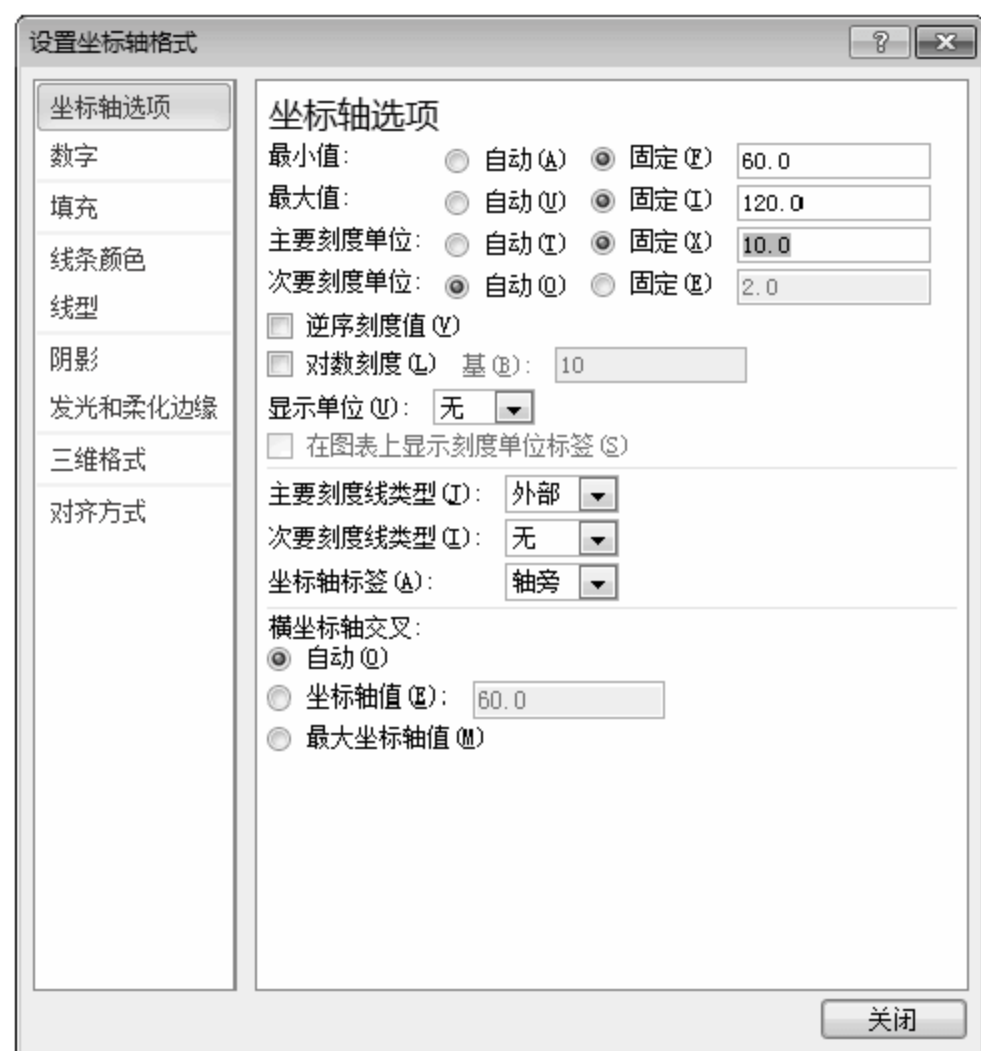 设置坐标轴格式
坐标轴选项
数字
填充
线条颜色
线型
阴影
发光和柔化边缘
三维格式
对齐方式
坐标轴选项
最小值: 自动(A) 固定(F) 60.0
最大值: 自动(U) 固定(I) 120.0
主要刻度单位: 自动(T) 固定(X) 10.0
次要刻度单位: 自动(O) 固定(E) 2.0
逆序刻度值(V)
对数刻度(L) 基(B): 10
显示单位(U): 无
在图表上显示刻度单位标签(S)
主要刻度线类型(J): 外部
次要刻度线类型(I): 无
坐标轴标签(A): 轴旁
横坐标轴交叉:
自动(O)
坐标轴值(E): 60.0
最大坐标轴值(M)
关闭